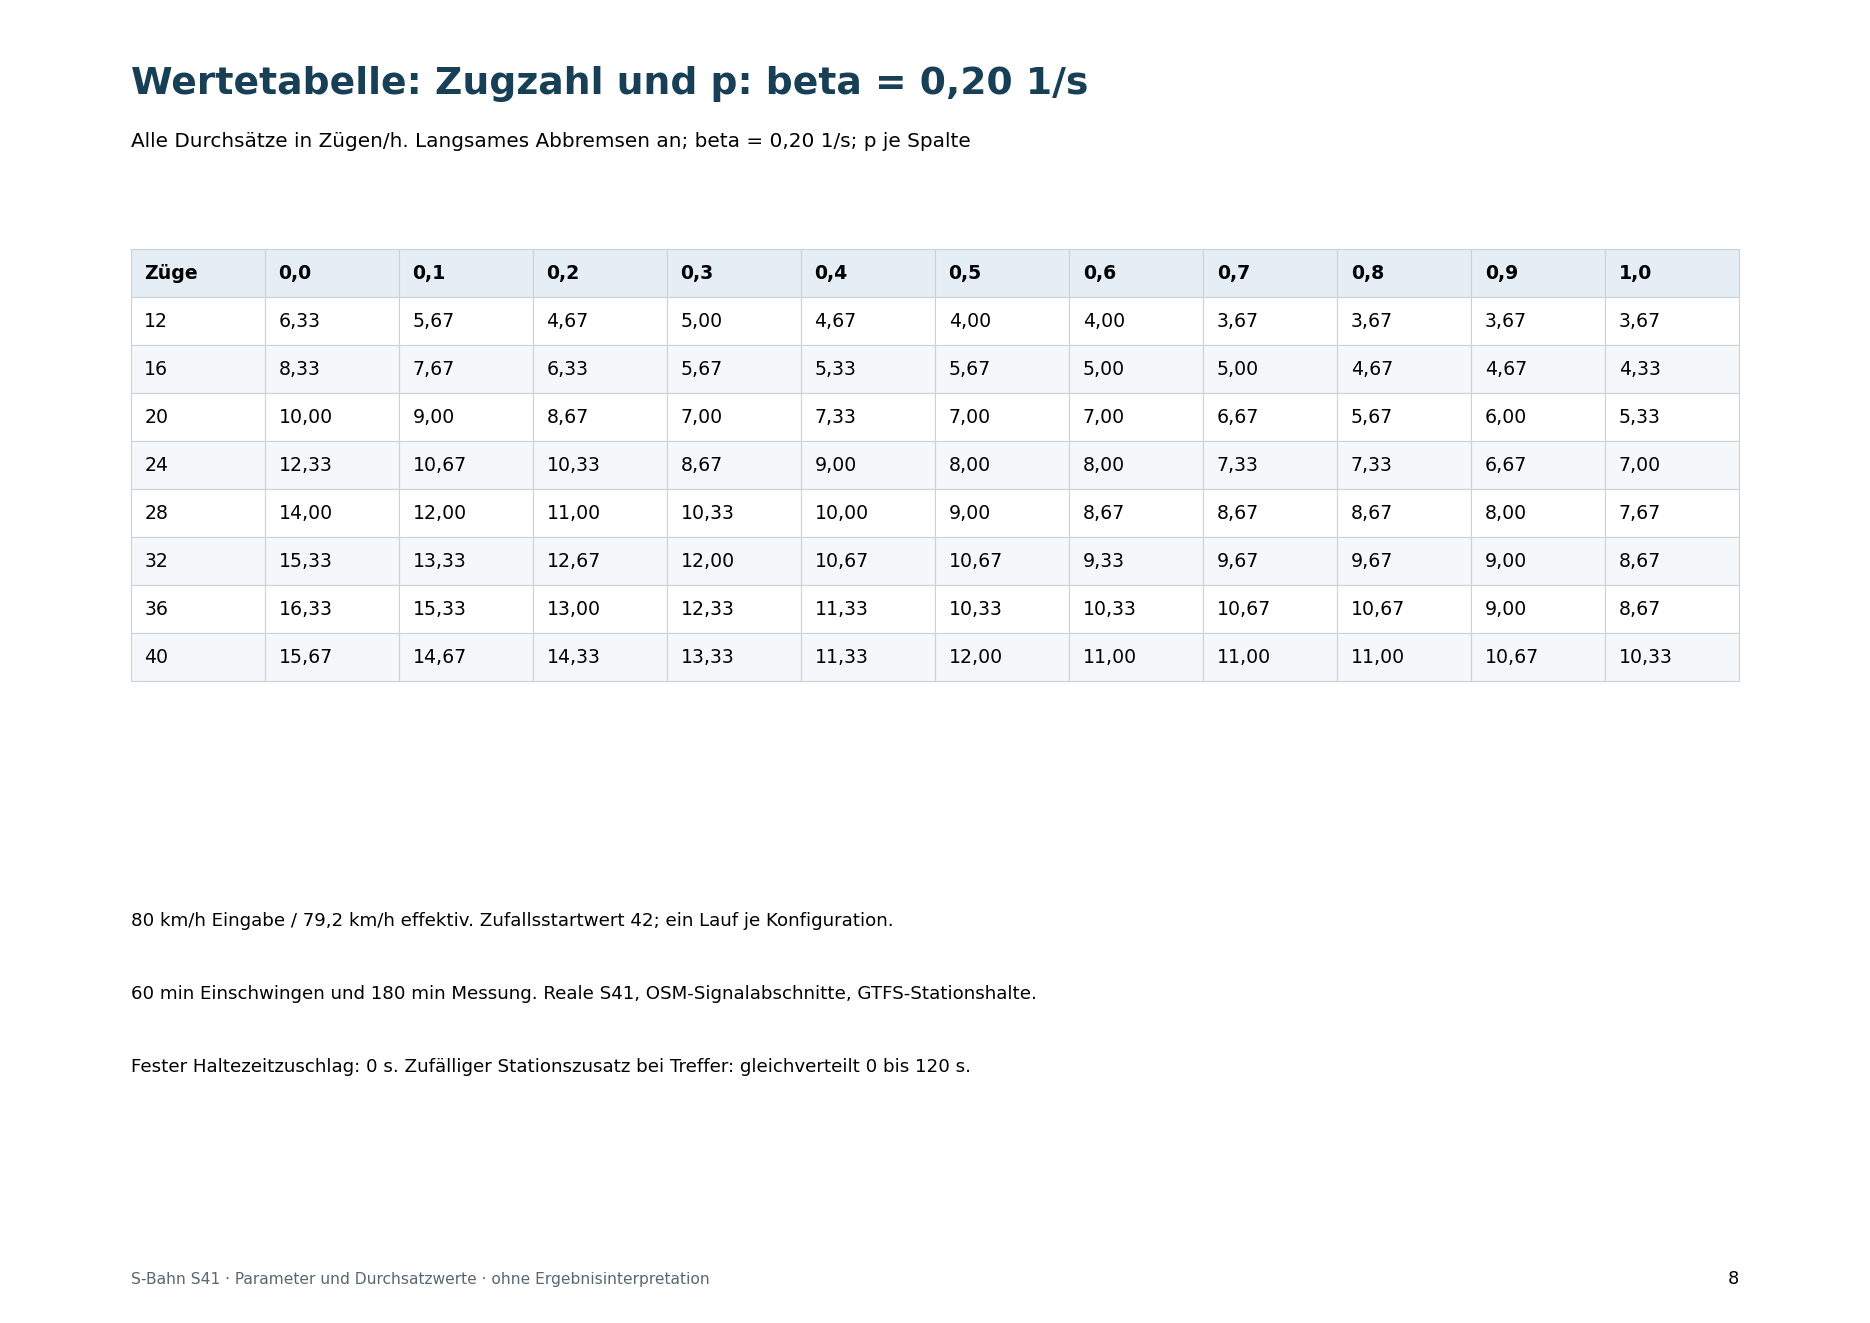 Wertetabelle: Zugzahl und p: beta = 0,20 1/s
Alle Durchsätze in Zügen/h. Langsames Abbremsen an; beta = 0,20 1/s; p je Spalte
Züge 0,0 0,1 0,2 0,3 0,4 0,5 0,6 0,7 0,8 0,9 1,0
12 6,33 5,67 4,67 5,00 4,67 4,00 4,00 3,67 3,67 3,67 3,67
16 8,33 7,67 6,33 5,67 5,33 5,67 5,00 5,00 4,67 4,67 4,33
20 10,00 9,00 8,67 7,00 7,33 7,00 7,00 6,67 5,67 6,00 5,33
24 12,33 10,67 10,33 8,67 9,00 8,00 8,00 7,33 7,33 6,67 7,00
28 14,00 12,00 11,00 10,33 10,00 9,00 8,67 8,67 8,67 8,00 7,67
32 15,33 13,33 12,67 12,00 10,67 10,67 9,33 9,67 9,67 9,00 8,67
36 16,33 15,33 13,00 12,33 11,33 10,33 10,33 10,67 10,67 9,00 8,67
40 15,67 14,67 14,33 13,33 11,33 12,00 11,00 11,00 11,00 10,67 10,33
80 km/h Eingabe / 79,2 km/h effektiv. Zufallsstartwert 42; ein Lauf je Konfiguration.
60 min Einschwingen und 180 min Messung. Reale S41, OSM-Signalabschnitte, GTFS-Stationshalte.
Fester Haltezeitzuschlag: 0 s. Zufälliger Stationszusatz bei Treffer: gleichverteilt 0 bis 120 s.
S-Bahn S41 · Parameter und Durchsatzwerte · ohne Ergebnisinterpretation 8